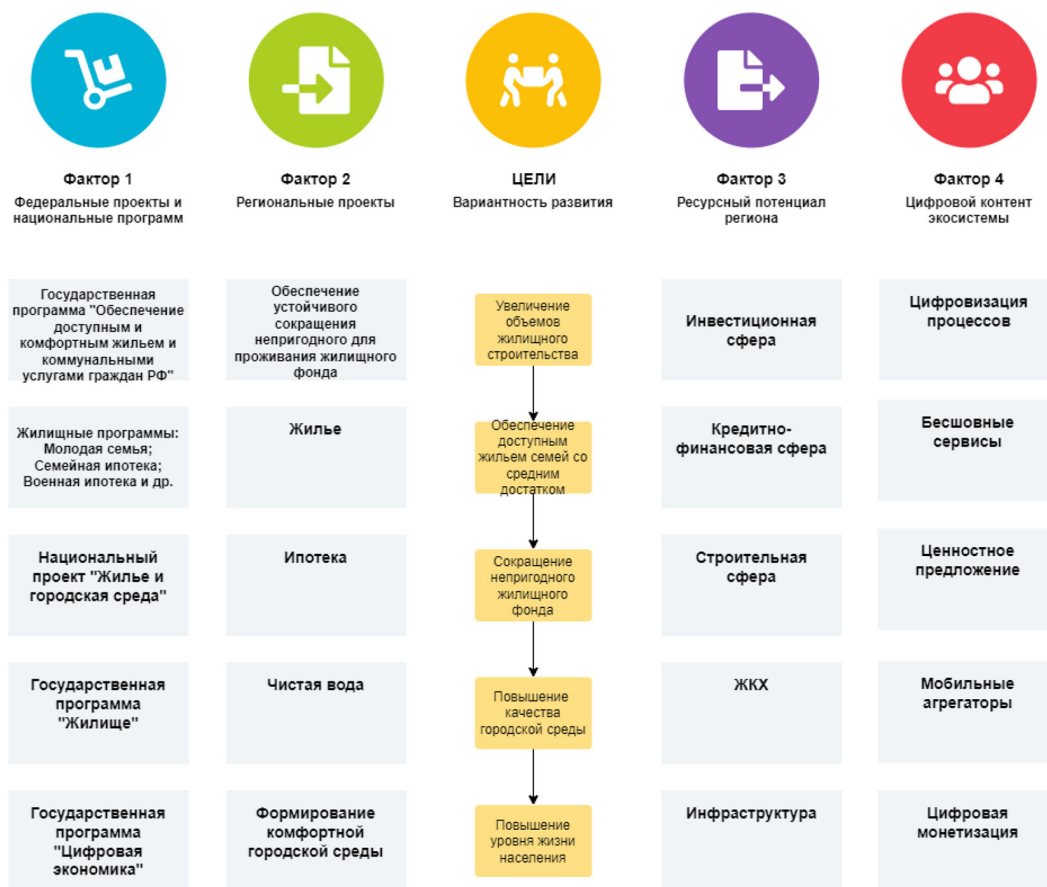 Фактор 1
Федеральные проекты и
национальные программ
Фактор 2
Региональные проекты
ЦЕЛИ
Вариантность развития
Фактор 3
Ресурсный потенциал
региона
Фактор 4
Цифровой контент
экосистемы
Государственная
программа "Обеспечение
доступным и
комфортным жильем и
коммунальными
услугами граждан РФ"
Обеспечение
устойчивого
сокращения
непригодного для
проживания жилищного
фонда
Увеличение
объемов
жилищного
строительства
Инвестиционная
сфера
Цифровизация
процессов
Жилищные программы:
Молодая семья;
Семейная ипотека;
Военная ипотека и др.
Жилье
Обеспечение
доступным
жильем семей со
средним
достатком
Кредитно-
финансовая сфера
Бесшовные
сервисы
Национальный
проект "Жилье и
городская среда"
Ипотека
Сокращение
непригодного
жилищного
фонда
Строительная
сфера
Ценностное
предложение
Государственная
программа
"Жилище"
Чистая вода
Повышение
качества
городской среды
ЖКХ
Мобильные
агрегаторы
Государственная
программа
"Цифровая
экономика"
Формирование
комфортной
городской среды
Повышение
уровня жизни
населения
Инфраструктура
Цифровая
монетизация